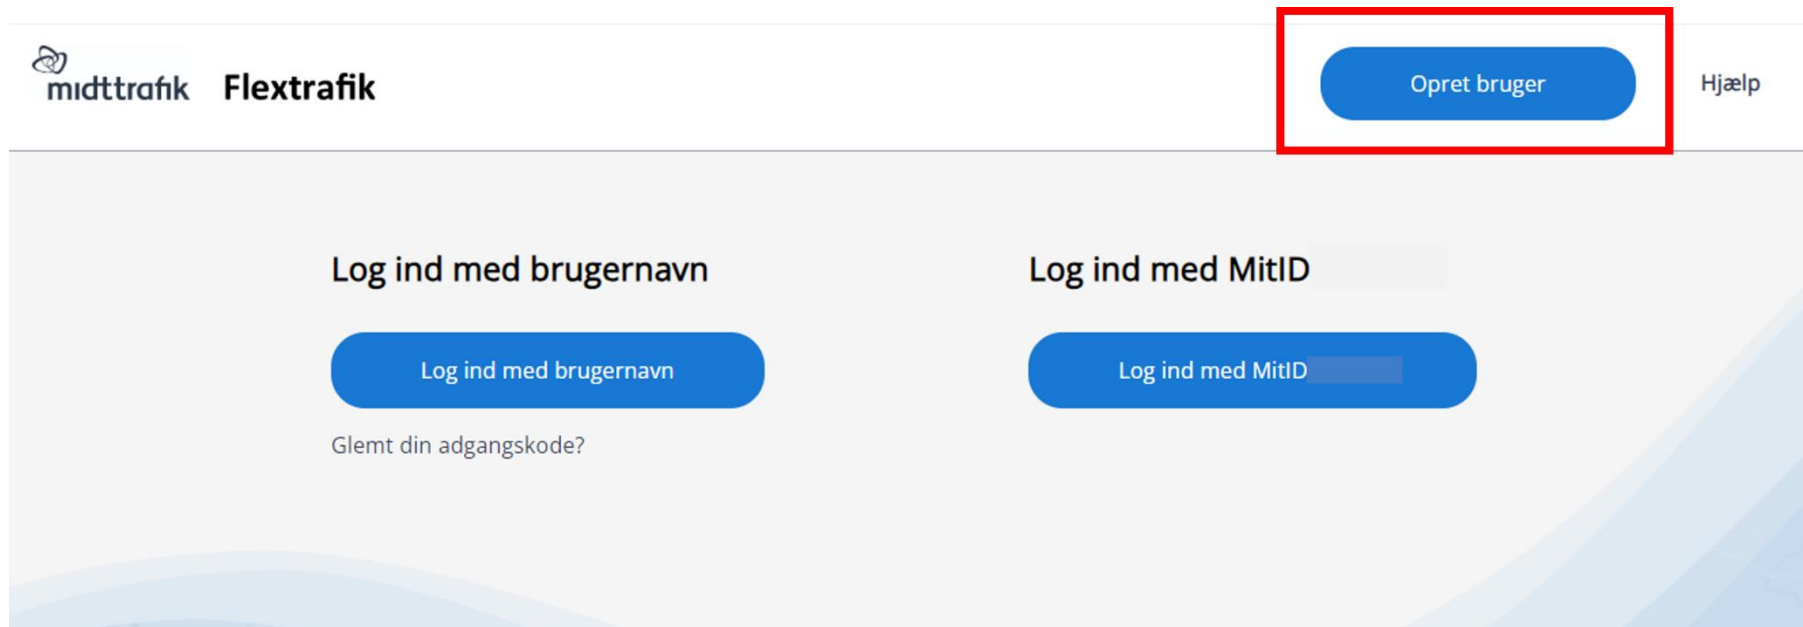 midttrafik Flextrafik Opret bruger Hjælp
Log ind med brugernavn Log ind med MitID
Log ind med brugernavn Log ind med MitID
Glemt din adgangskode?